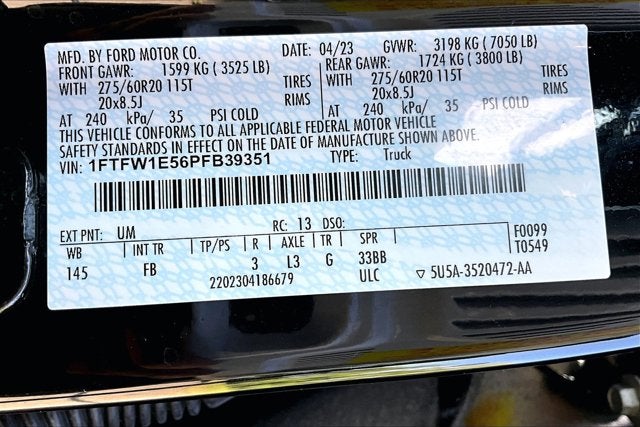 MFD. BY FORD MOTOR CO. DATE: 04/23 GVWR: 3198 KG ( 7050 LB)
FRONT GAWR: 1599 KG ( 3525 LB) REAR GAWR: 1724 KG ( 3800 LB)
WITH 275/60R20 115T TIRES WITH 275/60R20 115T TIRES
20x8.5J RIMS 20x8.5J RIMS
AT 240 kPa/ 35 PSI COLD AT 240 kPa/ 35 PSI COLD
THIS VEHICLE CONFORMS TO ALL APPLICABLE FEDERAL MOTOR VEHICLE
SAFETY STANDARDS IN EFFECT ON THE DATE OF MANUFACTURE SHOWN ABOVE.
VIN: 1FTFW1E56PFB39351 TYPE: Truck
EXT PNT: UM RC: 13 DSO:
WB INT TR TP/PS R AXLE TR SPR F0099
145 FB 3 L3 G 33BB T0549
2202304186679 ULC ▽ 5U5A-3520472-AA